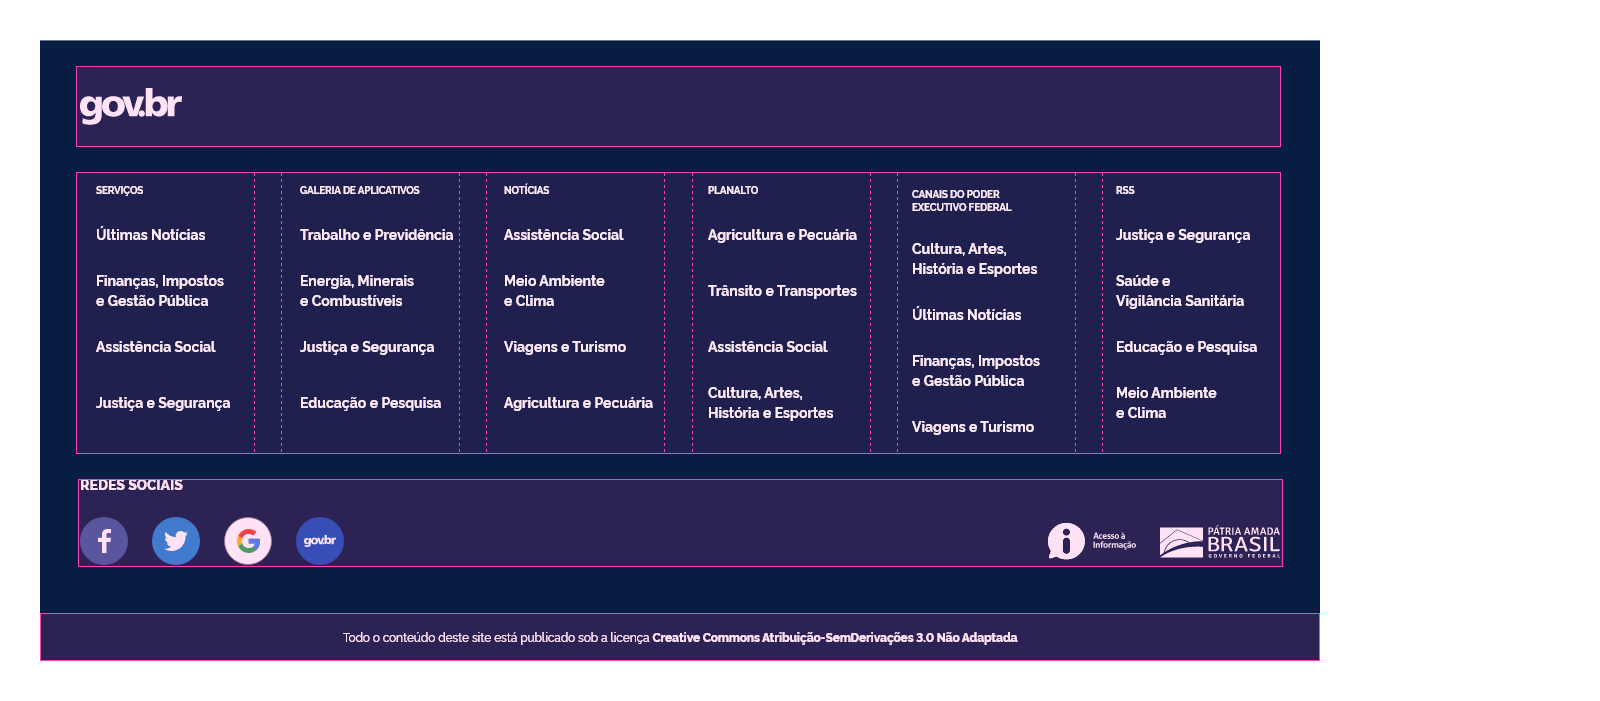 gov.br
SERVIÇOS
Últimas Notícias
Finanças, Impostos
e Gestão Pública
Assistência Social
Justiça e Segurança
GALERIA DE APLICATIVOS
Trabalho e Previdência
Energia, Minerais
e Combustíveis
Justiça e Segurança
Educação e Pesquisa
NOTÍCIAS
Assistência Social
Meio Ambiente
e Clima
Viagens e Turismo
Agricultura e Pecuária
PLANALTO
Agricultura e Pecuária
Trânsito e Transportes
Assistência Social
Cultura, Artes,
História e Esportes
CANAIS DO PODER
EXECUTIVO FEDERAL
Cultura, Artes,
História e Esportes
Últimas Notícias
Finanças, Impostos
e Gestão Pública
Viagens e Turismo
RSS
Justiça e Segurança
Saúde e
Vigilância Sanitária
Educação e Pesquisa
Meio Ambiente
e Clima
REDES SOCIAIS
gov.br
Acesso à
Informação
PÁTRIA AMADA
BRASIL
GOVERNO FEDERAL
Todo o conteúdo deste site está publicado sob a licença Creative Commons Atribuição-SemDerivações 3.0 Não Adaptada